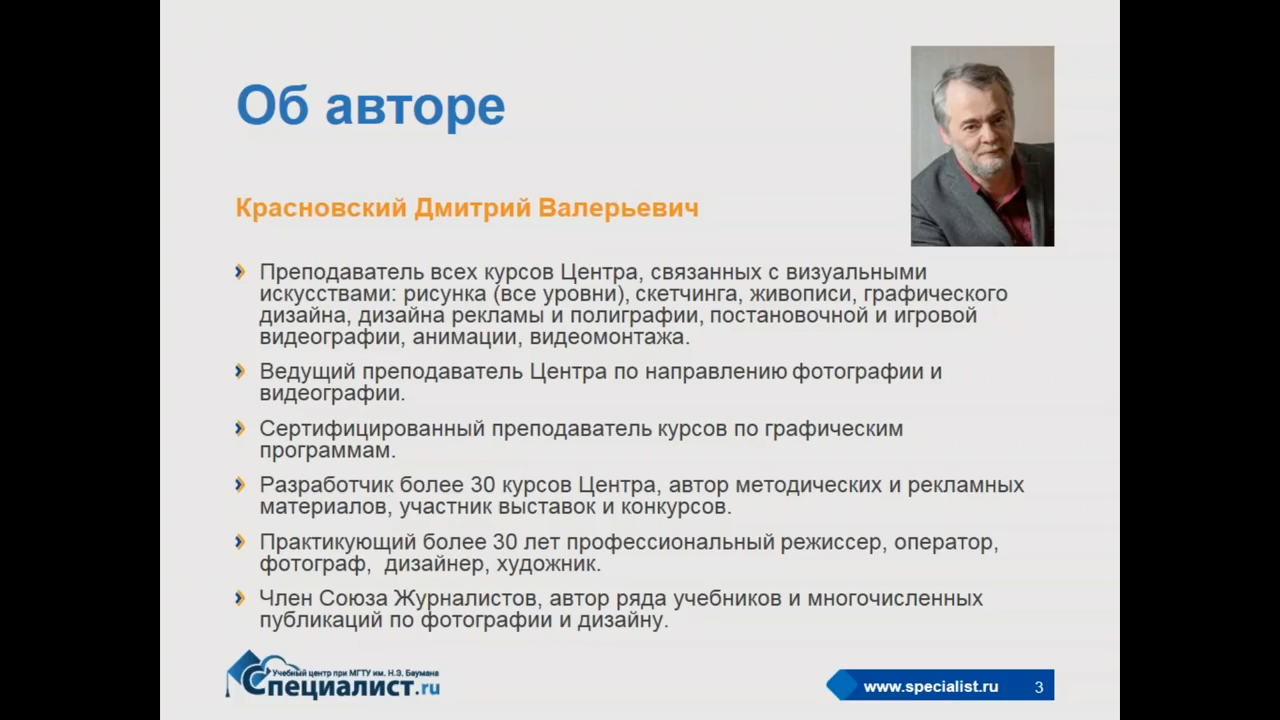 Об авторе
Красновский Дмитрий Валерьевич
Преподаватель всех курсов Центра, связанных с визуальными
искусствами: рисунка (все уровни), скетчинга, живописи, графического
дизайна, дизайна рекламы и полиграфии, постановочной и игровой
видеографии, анимации, видеомонтажа.
Ведущий преподаватель Центра по направлению фотографии и
видеографии.
Сертифицированный преподаватель курсов по графическим
программам.
Разработчик более 30 курсов Центра, автор методических и рекламных
материалов, участник выставок и конкурсов.
Практикующий более 30 лет профессиональный режиссер, оператор,
фотограф,  дизайнер, художник.
Член Союза Журналистов, автор ряда учебников и многочисленных
публикаций по фотографии и дизайну.
Учебный центр при МГТУ им. Н.Э. Баумана
Специалист.ru
www.specialist.ru 3